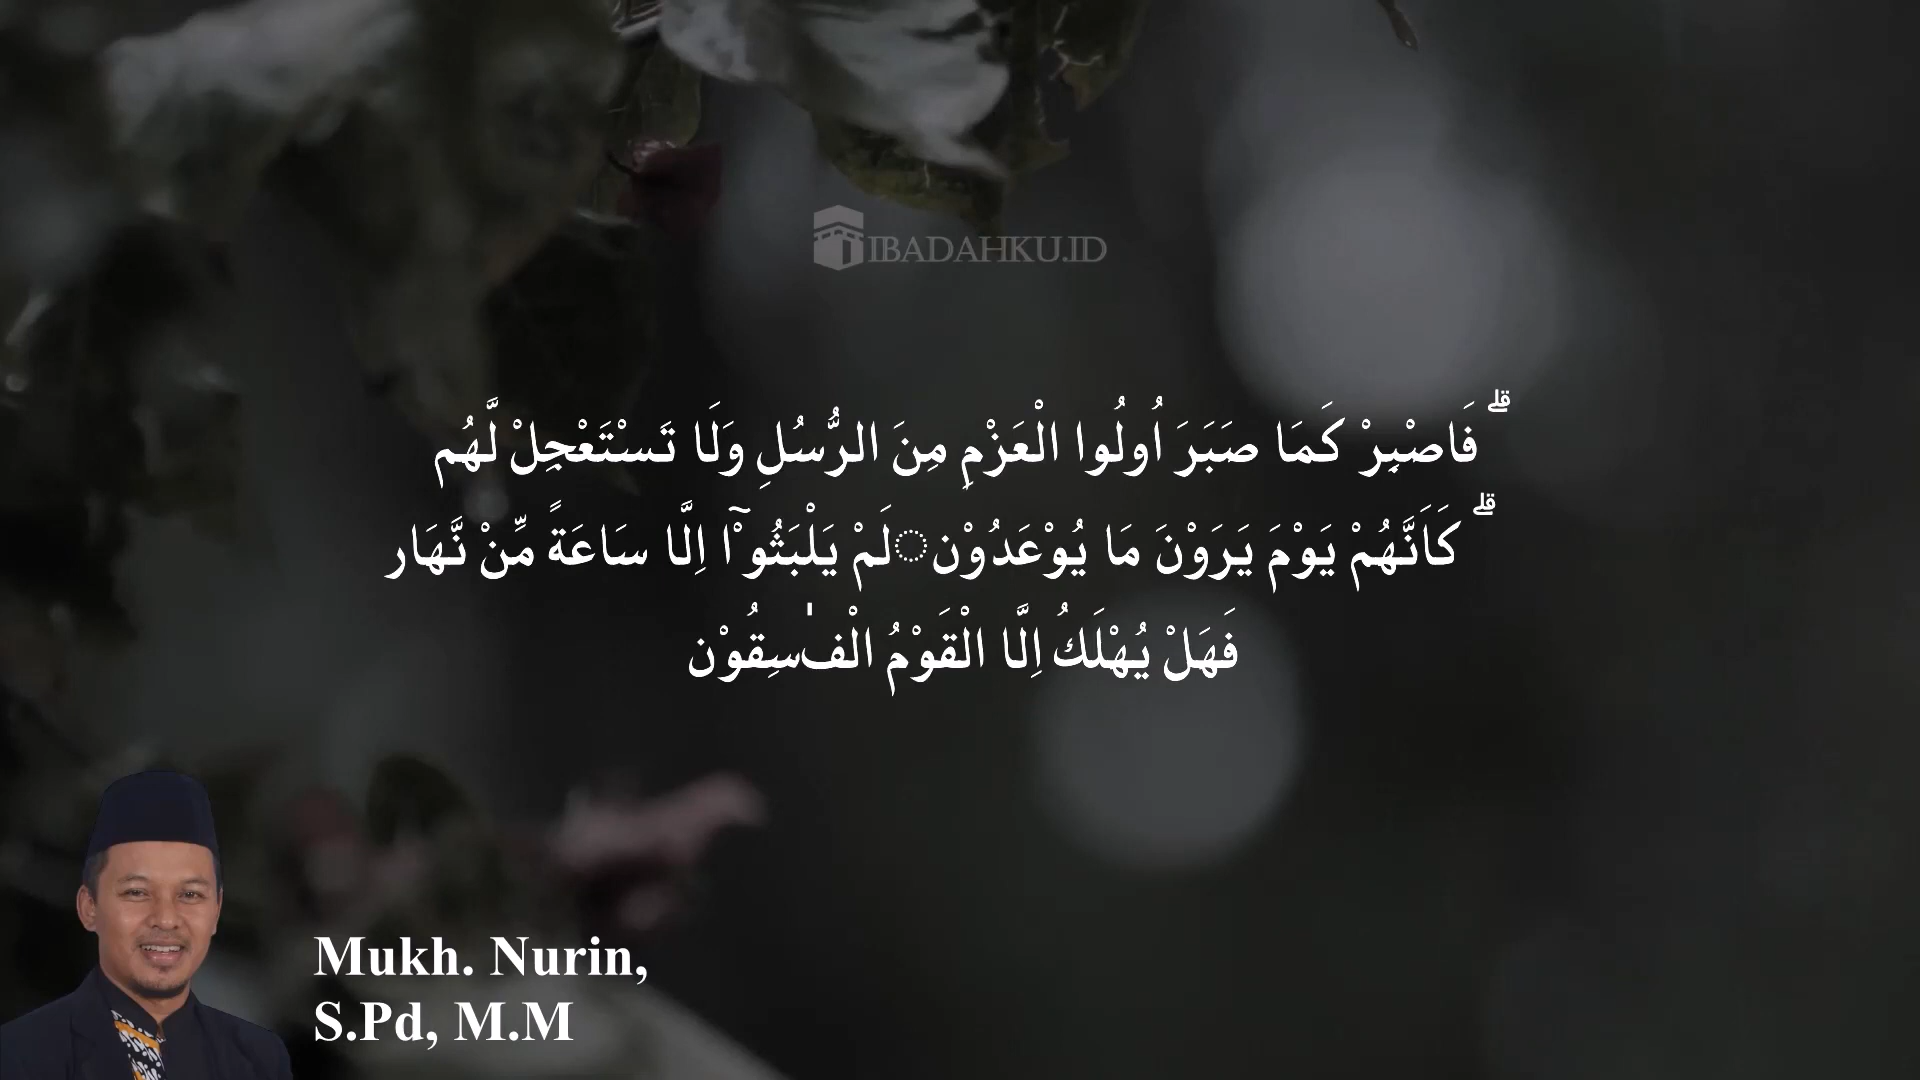 IBADAHKU.ID
فَاصْبِرْ كَمَا صَبَرَ اُولُوا الْعَزْمِ مِنَ الرُّسُلِ وَلَا تَسْتَعْجِلْ لَّهُم ۗ
كَاَنَّهُمْ يَوْمَ يَرَوْنَ مَا يُوْعَدُوْن◌لَمْ يَلْبَثُوْٓا اِلَّا سَاعَةً مِّنْ نَّهَار ۗ
فَهَلْ يُهْلَكُ اِلَّا الْقَوْمُ الْفٰسِقُوْن
Mukh. Nurin,
S.Pd, M.M